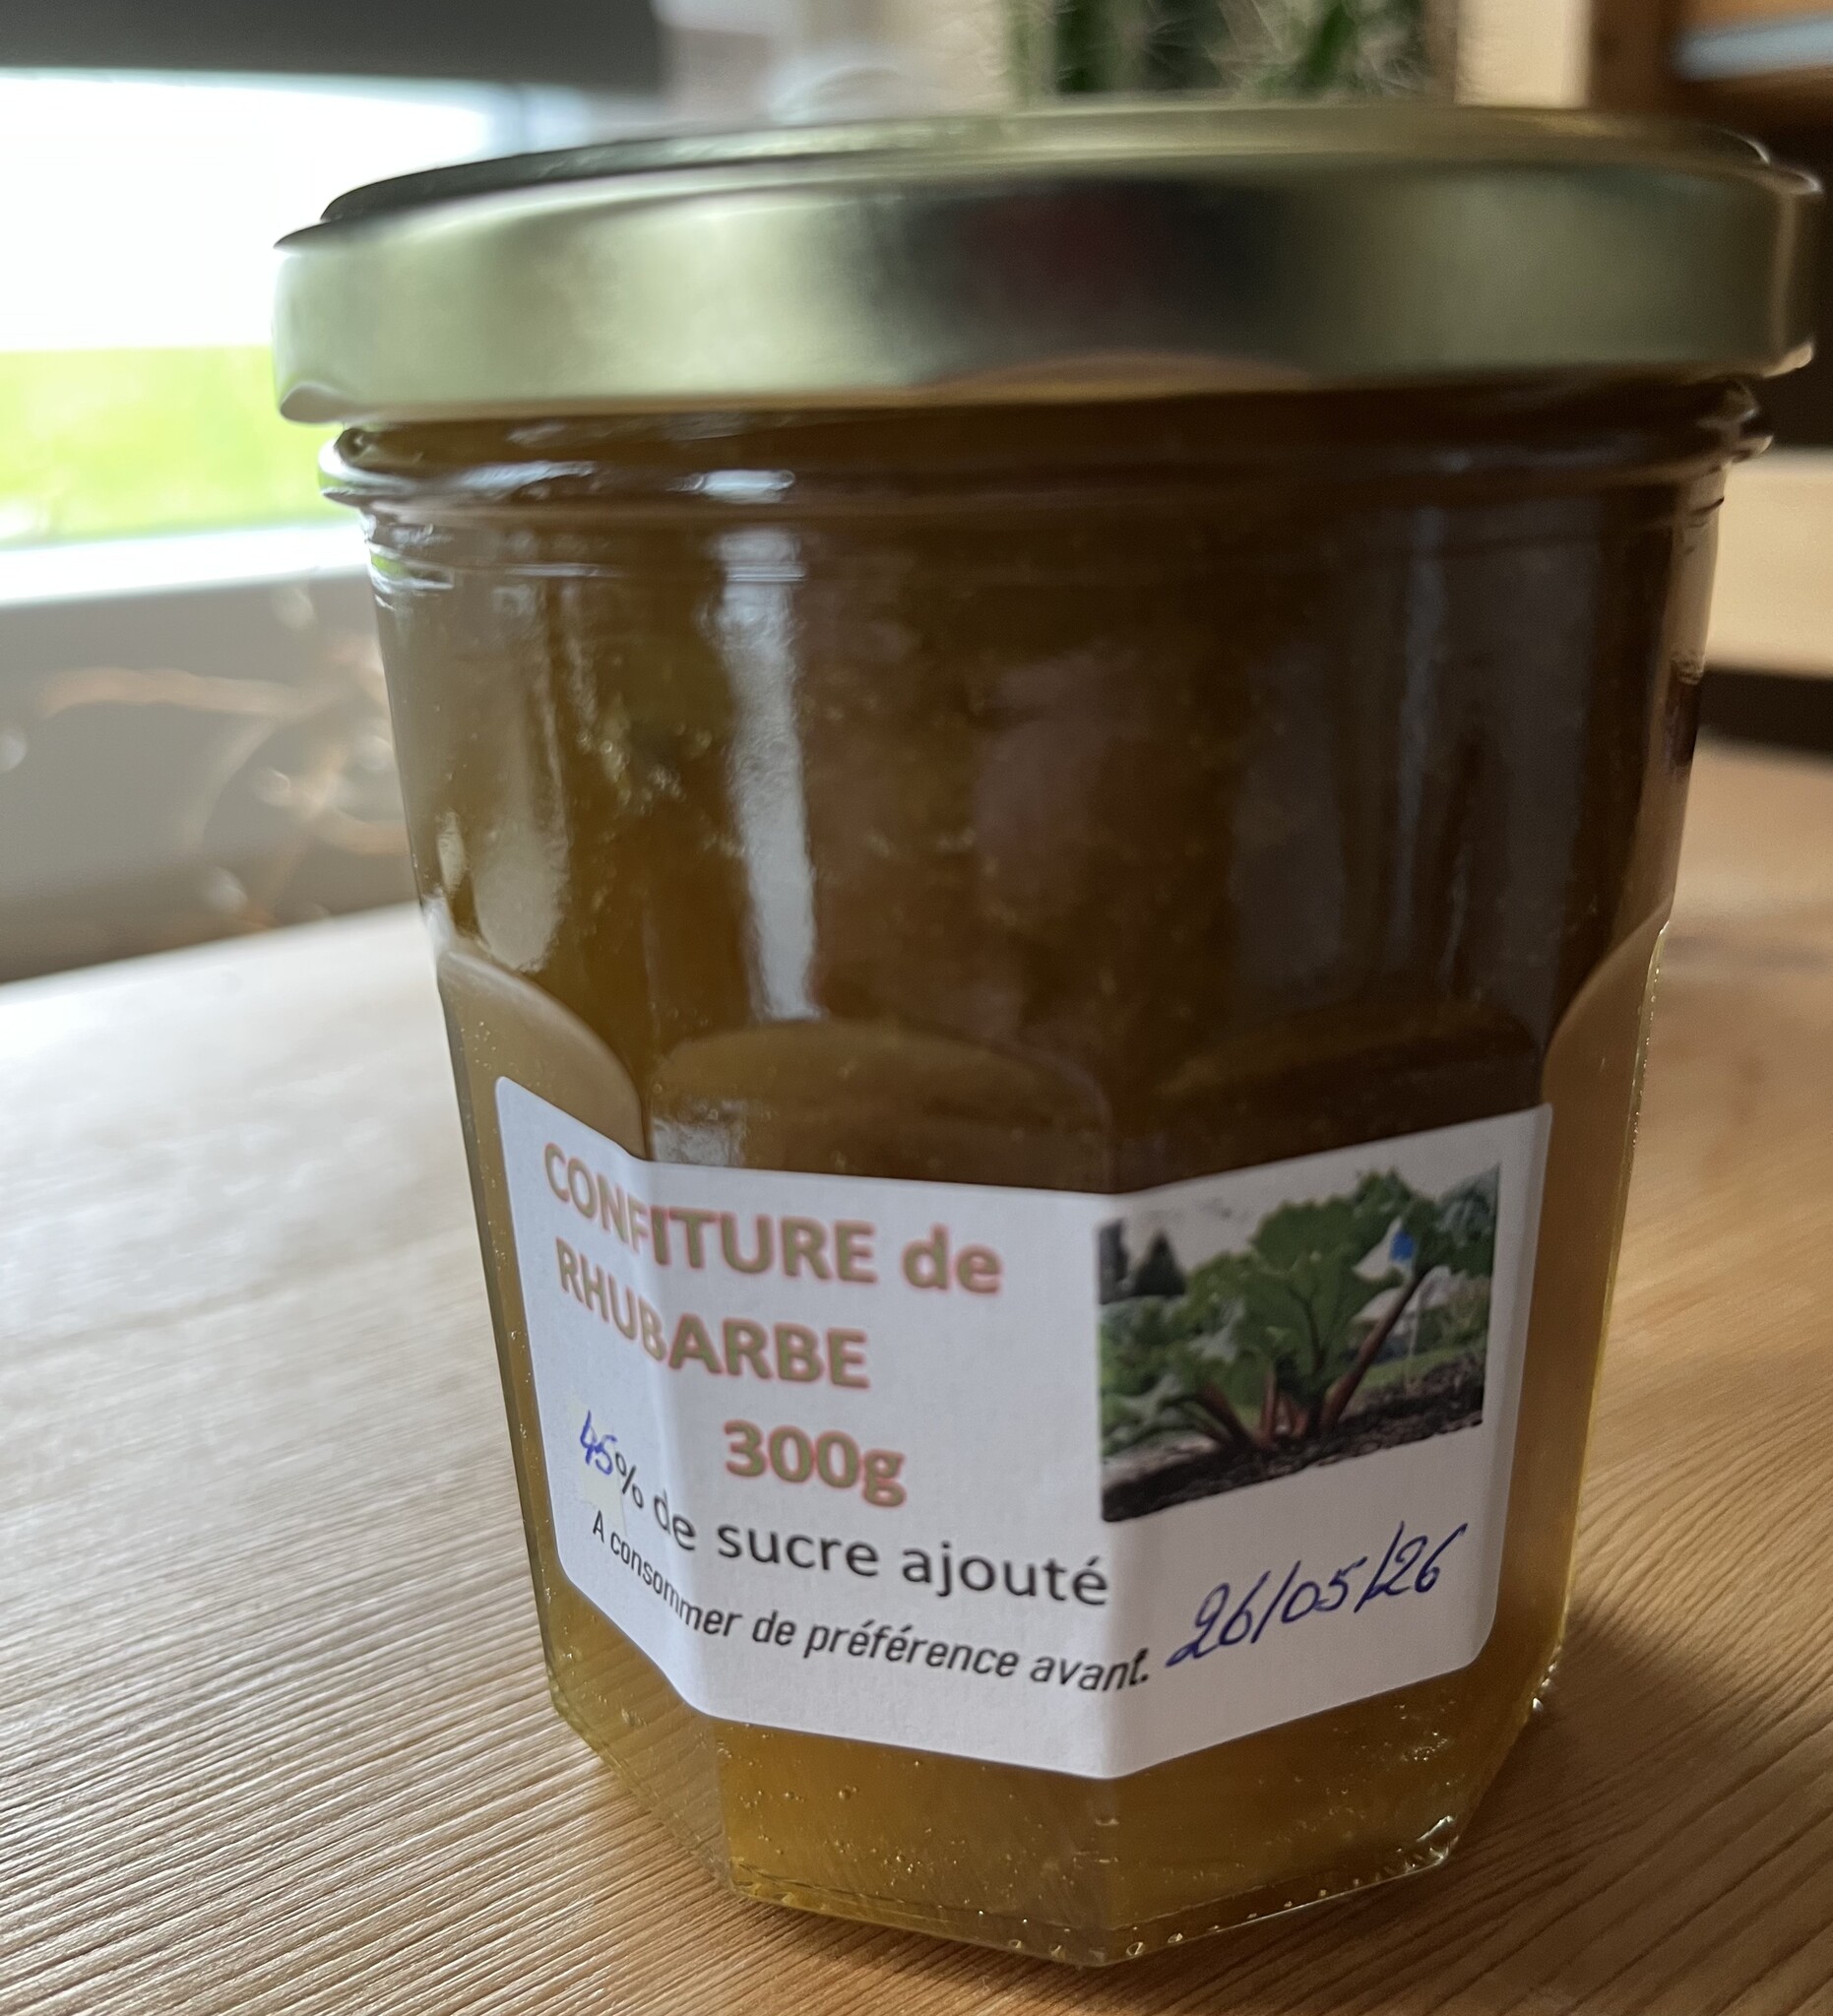 CONFITURE de
RHUBARBE
300g
45% de sucre ajouté
A consommer de préférence avant. 26/05/26